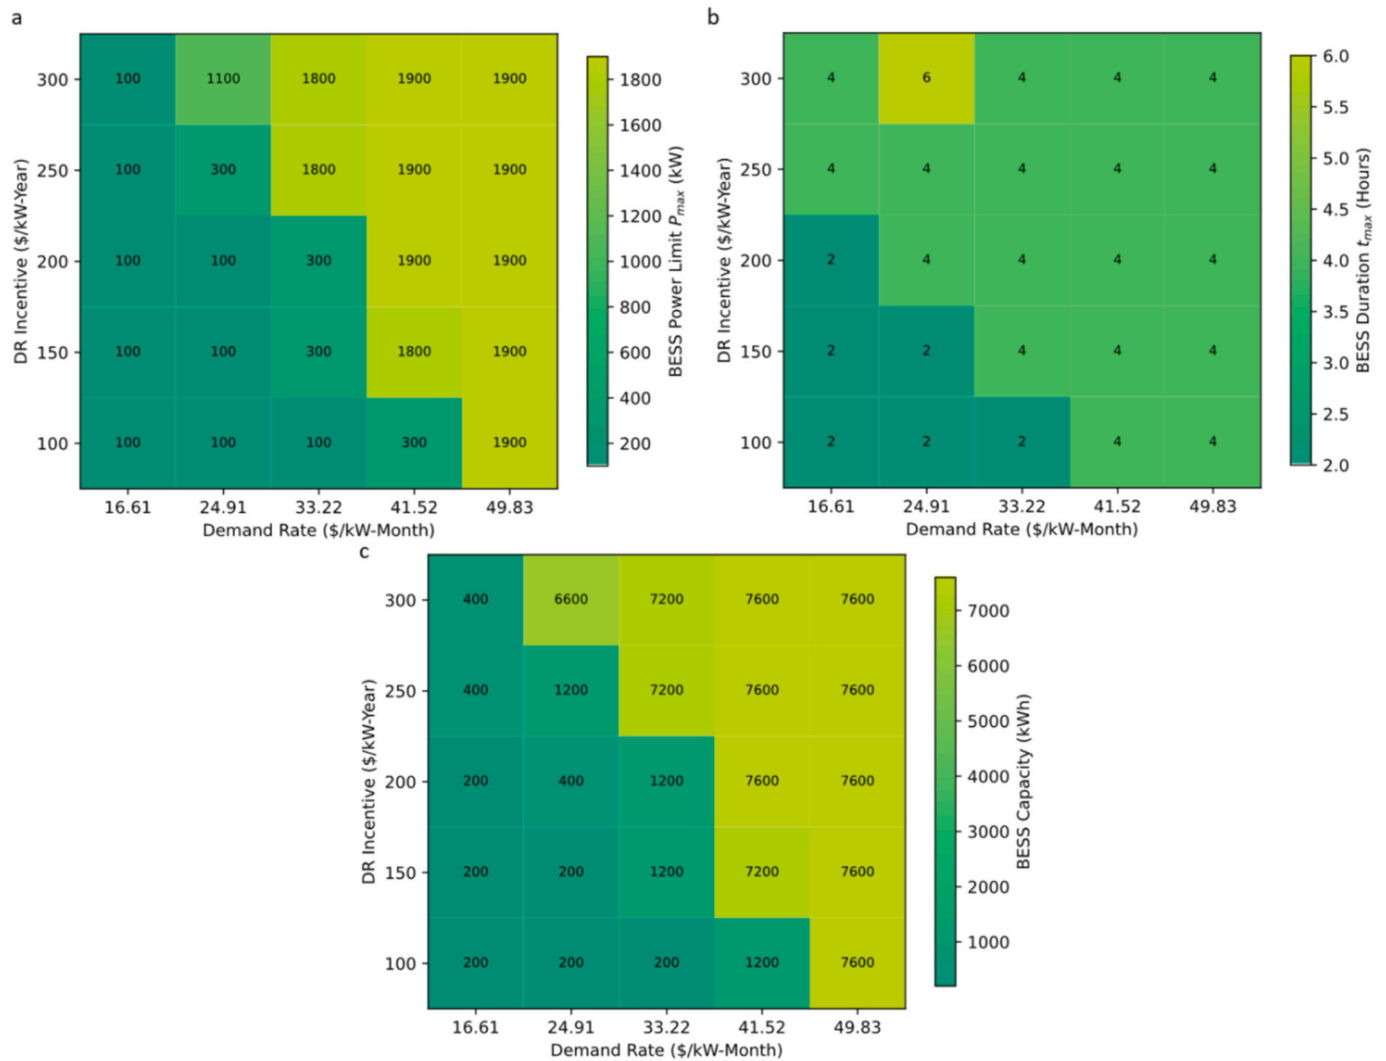 a
300 100 1100 1800 1900 1900
250 100 300 1800 1900 1900
200 100 100 300 1900 1900
150 100 100 300 1800 1900
100 100 100 100 300 1900
16.61 24.91 33.22 41.52 49.83
Demand Rate ($/kW-Month)
DR Incentive ($/kW-Year)
1800
1600
1400
1200
1000
800
600
400
200
BESS Power Limit Pmax (kW)
b
300 4 6 4 4 4
250 4 4 4 4 4
200 2 4 4 4 4
150 2 2 4 4 4
100 2 2 2 4 4
16.61 24.91 33.22 41.52 49.83
Demand Rate ($/kW-Month)
DR Incentive ($/kW-Year)
6.0
5.5
5.0
4.5
4.0
3.5
3.0
2.5
2.0
BESS Duration tmax (Hours)
c
300 400 6600 7200 7600 7600
250 400 1200 7200 7600 7600
200 200 400 1200 7600 7600
150 200 200 1200 7200 7600
100 200 200 200 1200 7600
16.61 24.91 33.22 41.52 49.83
Demand Rate ($/kW-Month)
DR Incentive ($/kW-Year)
7000
6000
5000
4000
3000
2000
1000
BESS Capacity (kWh)